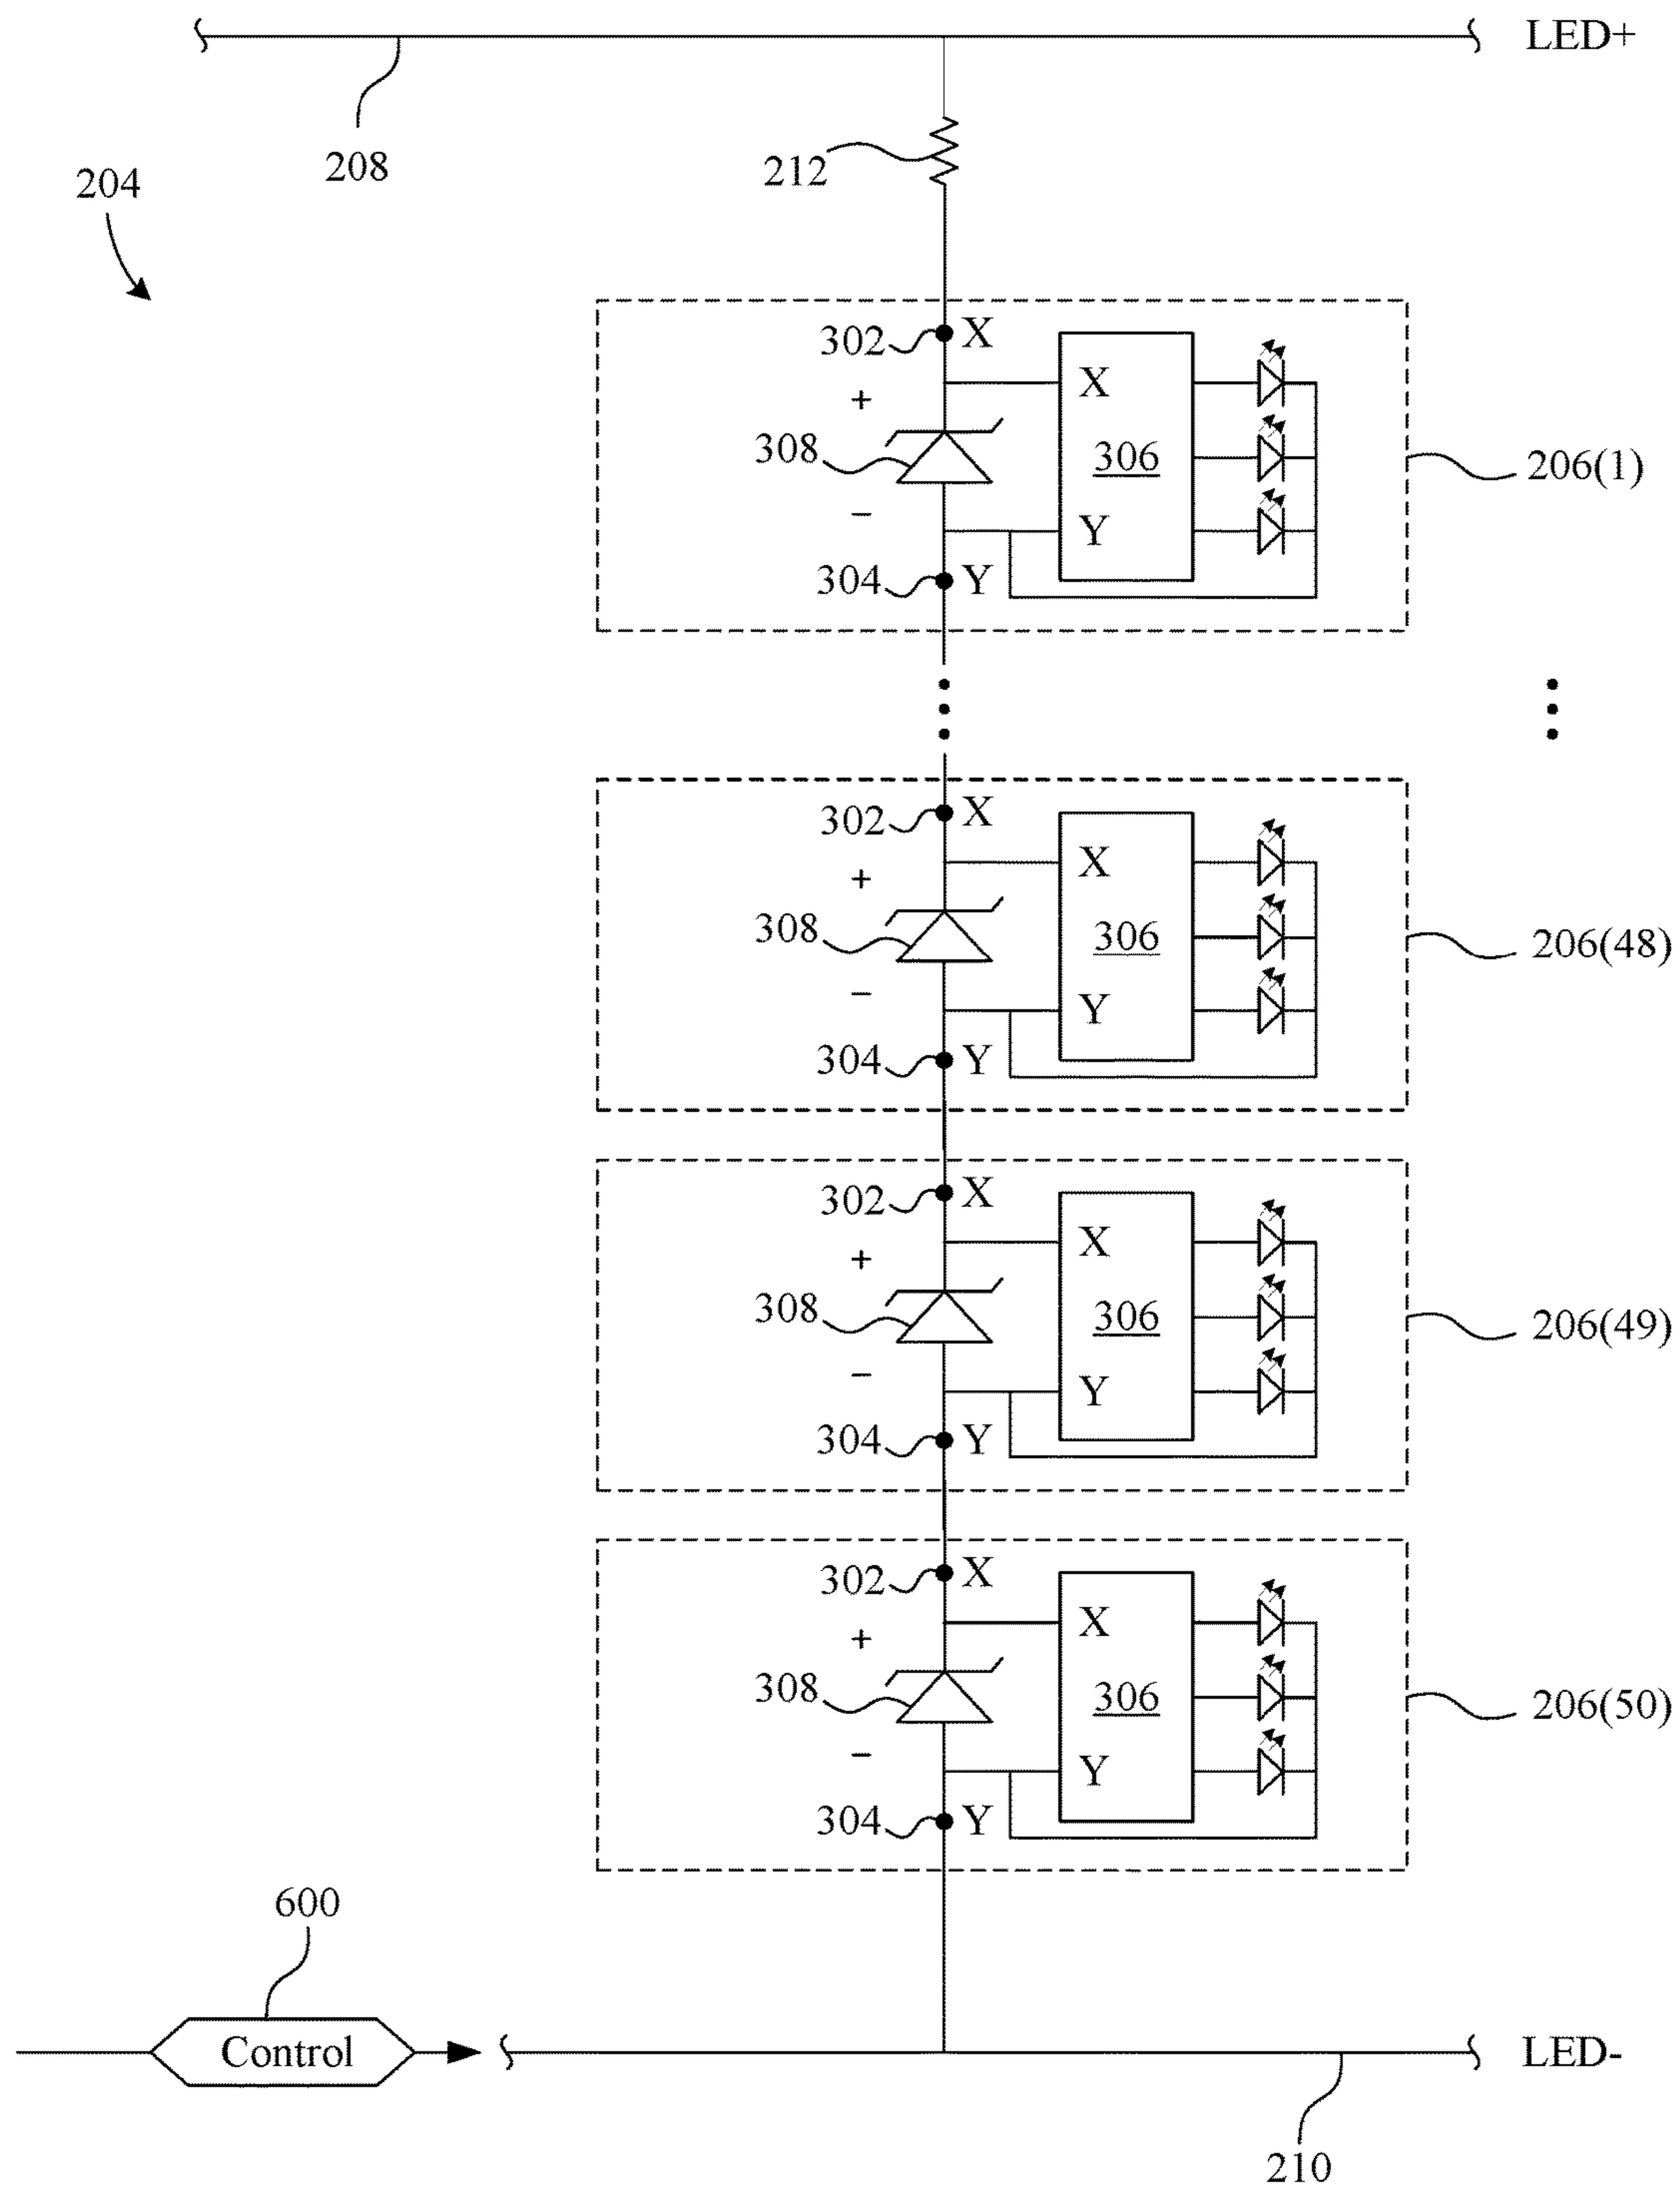 LED+
208
204
212
302 X
X
+
308
306
206(1)
−
Y
304 Y
302 X
X
+
308
306
206(48)
−
Y
304 Y
302 X
X
+
308
306
206(49)
−
Y
304 Y
302 X
X
+
308
306
206(50)
−
Y
304 Y
600
Control
LED-
210